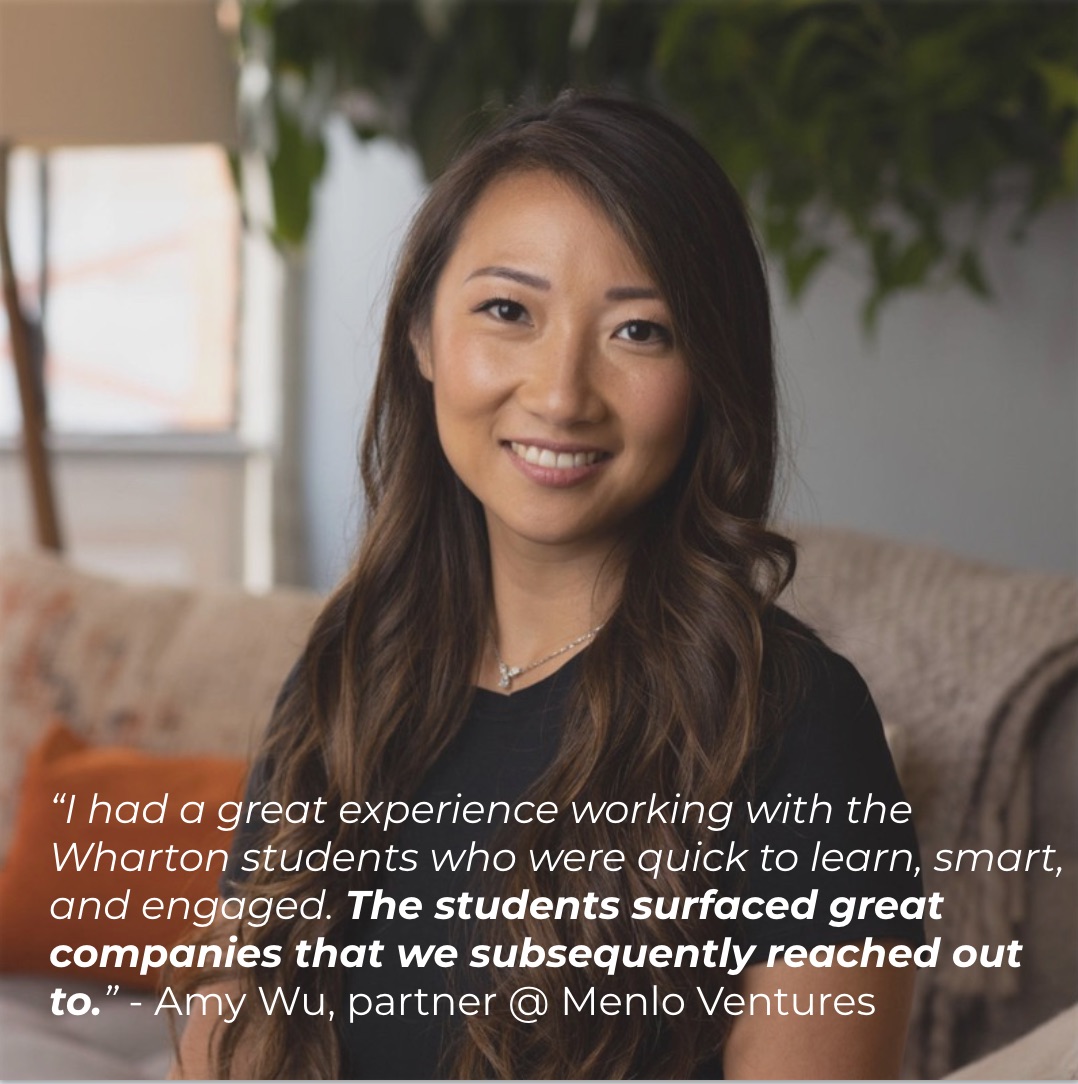 “I had a great experience working with the
Wharton students who were quick to learn, smart,
and engaged. The students surfaced great
companies that we subsequently reached out
to.” - Amy Wu, partner @ Menlo Ventures